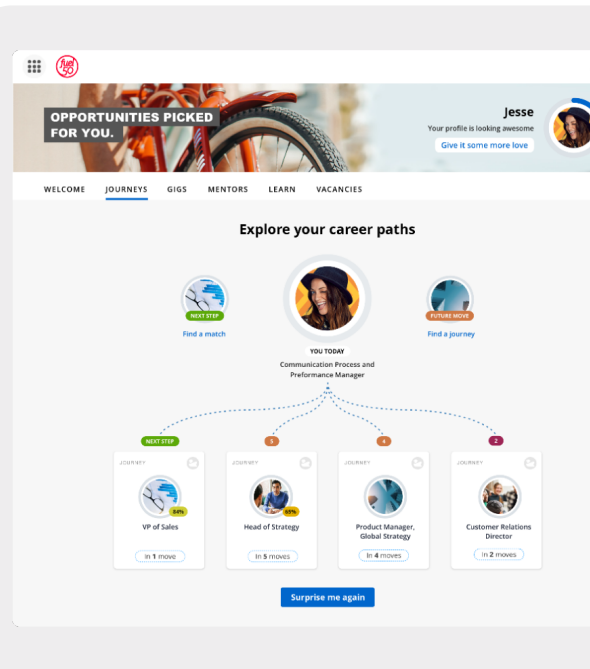 fuel
50
OPPORTUNITIES PICKED
FOR YOU.
Jesse
Your profile is looking awesome
Give it some more love
WELCOME JOURNEYS GIGS MENTORS LEARN VACANCIES
Explore your career paths
NEXT STEP
FUTURE MOVE
Find a match
Find a journey
YOU TODAY
Communication Process and
Preformance Manager
NEXT STEP 5 4 2
JOURNEY JOURNEY JOURNEY JOURNEY
84% 68%
VP of Sales Head of Strategy Product Manager, Customer Relations
Global Strategy Director
In 1 move In 5 moves In 4 moves In 2 moves
Surprise me again